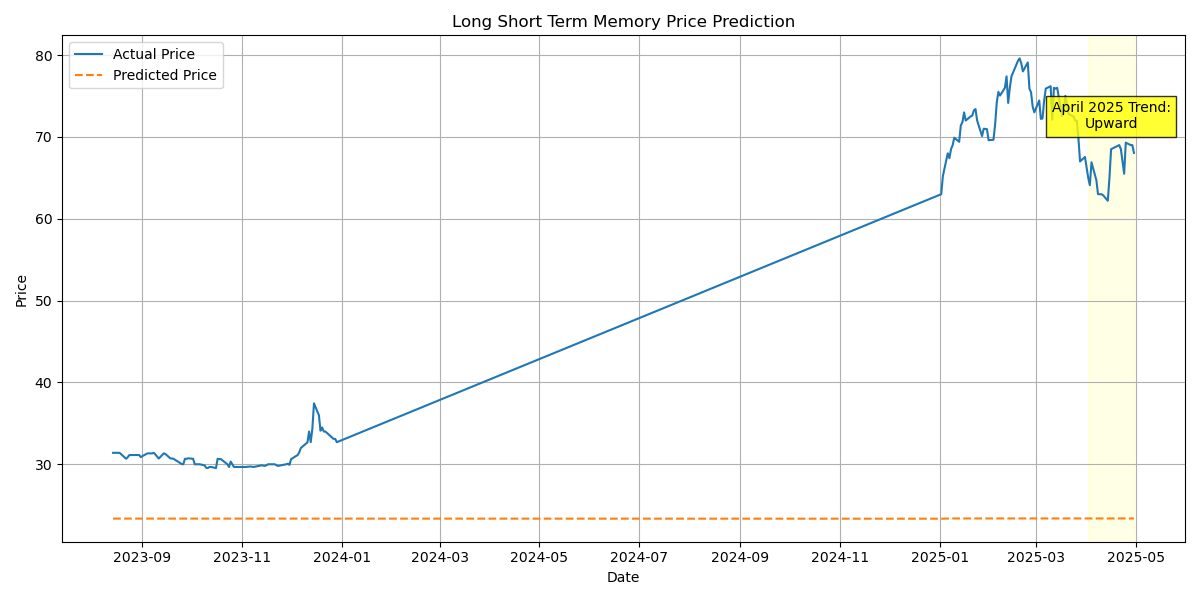 Long Short Term Memory Price Prediction
Actual Price
Predicted Price
April 2025 Trend:
Upward
Price
80
70
60
50
40
30
2023-09
2023-11
2024-01
2024-03
2024-05
2024-07
2024-09
2024-11
2025-01
2025-03
2025-05
Date